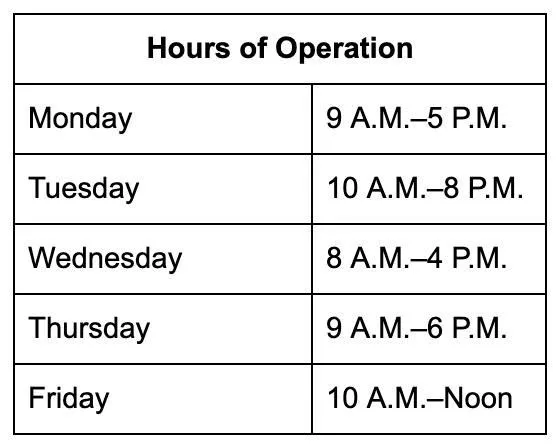 Hours of Operation
Monday 9 A.M.–5 P.M.
Tuesday 10 A.M.–8 P.M.
Wednesday 8 A.M.–4 P.M.
Thursday 9 A.M.–6 P.M.
Friday 10 A.M.–Noon